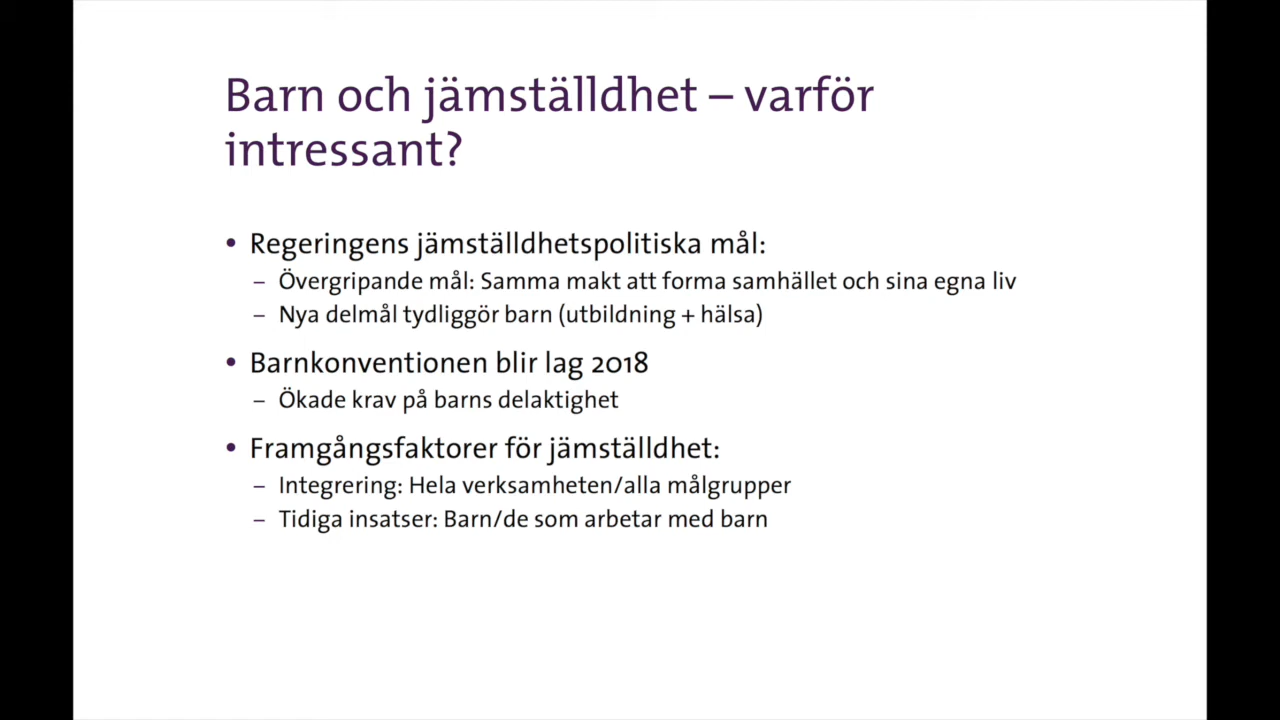 Barn och jämställdhet – varför
intressant?
• Regeringens jämställdhetspolitiska mål:
– Övergripande mål: Samma makt att forma samhället och sina egna liv
– Nya delmål tydliggör barn (utbildning + hälsa)
• Barnkonventionen blir lag 2018
– Ökade krav på barns delaktighet
• Framgångsfaktorer för jämställdhet:
– Integrering: Hela verksamheten/alla målgrupper
– Tidiga insatser: Barn/de som arbetar med barn